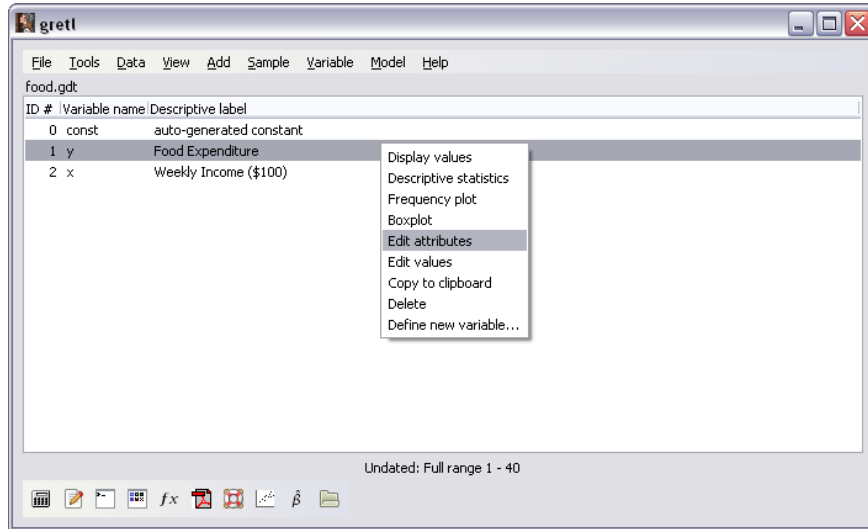 gretl
File Tools Data View Add Sample Variable Model Help
food.gdt
ID # Variable name Descriptive label
0 const auto-generated constant
1 y Food Expenditure
2 x Weekly Income ($100)
Display values
Descriptive statistics
Frequency plot
Boxplot
Edit attributes
Edit values
Copy to clipboard
Delete
Define new variable...
Undated: Full range 1 - 40
fx β̂